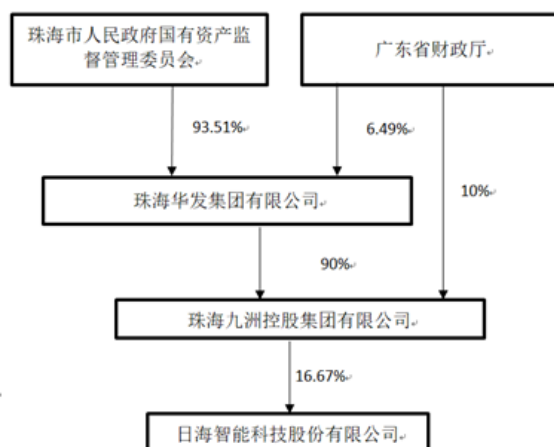 珠海市人民政府国有资产监
督管理委员会
广东省财政厅
93.51%
6.49%
珠海华发集团有限公司
10%
90%
珠海九洲控股集团有限公司
16.67%
日海智能科技股份有限公司